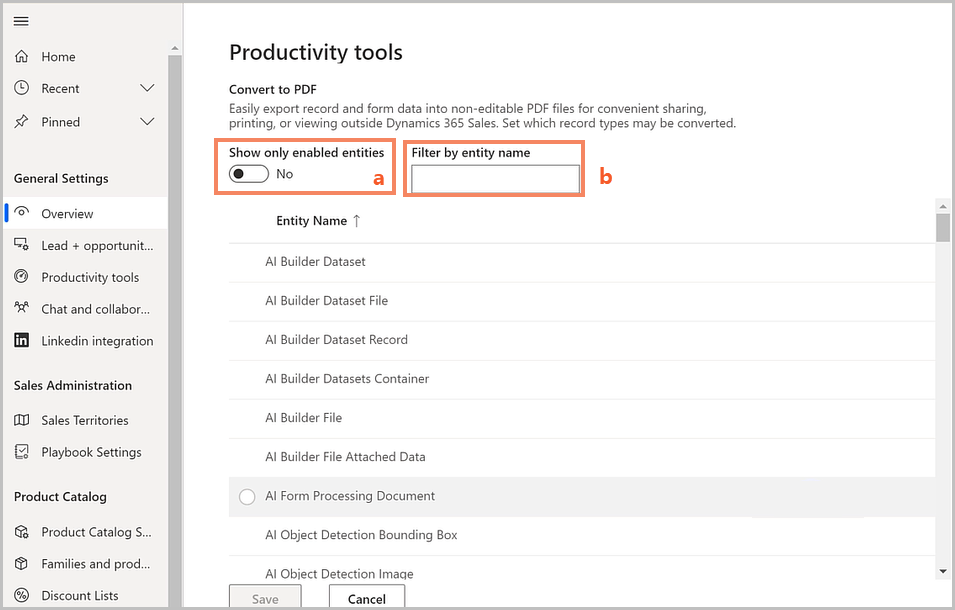 Home
Recent
Pinned
General Settings
Overview
Lead + opportunit...
Productivity tools
Chat and collabor...
Linkedin integration
Sales Administration
Sales Territories
Playbook Settings
Product Catalog
Product Catalog S...
Families and prod...
Discount Lists
Productivity tools
Convert to PDF
Easily export record and form data into non-editable PDF files for convenient sharing,
printing, or viewing outside Dynamics 365 Sales. Set which record types may be converted.
Show only enabled entities
No
a
Filter by entity name
b
Entity Name ↑
AI Builder Dataset
AI Builder Dataset File
AI Builder Dataset Record
AI Builder Datasets Container
AI Builder File
AI Builder File Attached Data
AI Form Processing Document
AI Object Detection Bounding Box
AI Object Detection Image
Save
Cancel